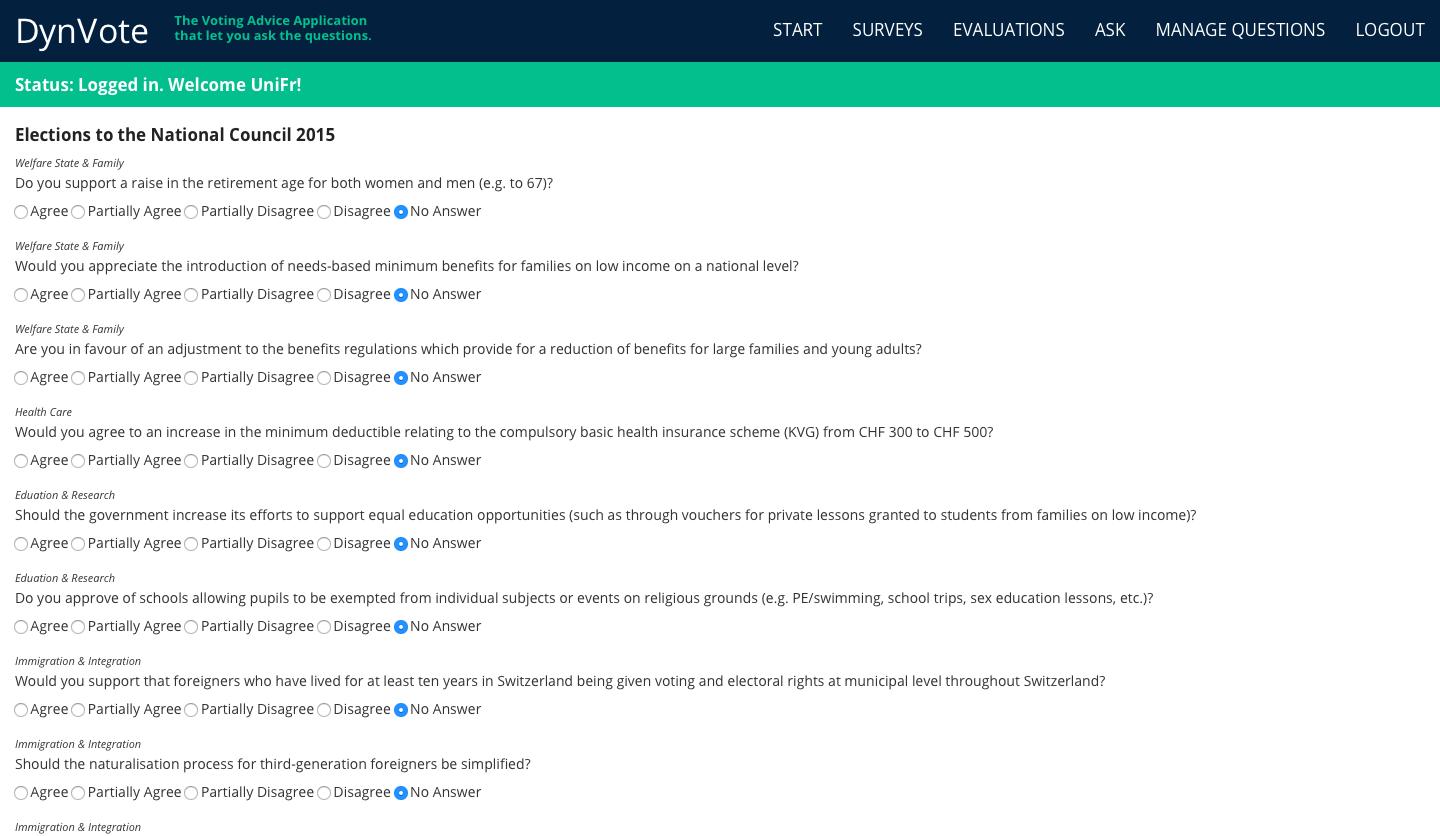 DynVote
The Voting Advice Application
that let you ask the questions.
START SURVEYS EVALUATIONS ASK MANAGE QUESTIONS LOGOUT
Status: Logged in. Welcome UniFr!
Elections to the National Council 2015
Welfare State & Family
Do you support a raise in the retirement age for both women and men (e.g. to 67)?
Agree Partially Agree Partially Disagree Disagree No Answer
Welfare State & Family
Would you appreciate the introduction of needs-based minimum benefits for families on low income on a national level?
Agree Partially Agree Partially Disagree Disagree No Answer
Welfare State & Family
Are you in favour of an adjustment to the benefits regulations which provide for a reduction of benefits for large families and young adults?
Agree Partially Agree Partially Disagree Disagree No Answer
Health Care
Would you agree to an increase in the minimum deductible relating to the compulsory basic health insurance scheme (KVG) from CHF 300 to CHF 500?
Agree Partially Agree Partially Disagree Disagree No Answer
Eduation & Research
Should the government increase its efforts to support equal education opportunities (such as through vouchers for private lessons granted to students from families on low income)?
Agree Partially Agree Partially Disagree Disagree No Answer
Eduation & Research
Do you approve of schools allowing pupils to be exempted from individual subjects or events on religious grounds (e.g. PE/swimming, school trips, sex education lessons, etc.)?
Agree Partially Agree Partially Disagree Disagree No Answer
Immigration & Integration
Would you support that foreigners who have lived for at least ten years in Switzerland being given voting and electoral rights at municipal level throughout Switzerland?
Agree Partially Agree Partially Disagree Disagree No Answer
Immigration & Integration
Should the naturalisation process for third-generation foreigners be simplified?
Agree Partially Agree Partially Disagree Disagree No Answer
Immigration & Integration